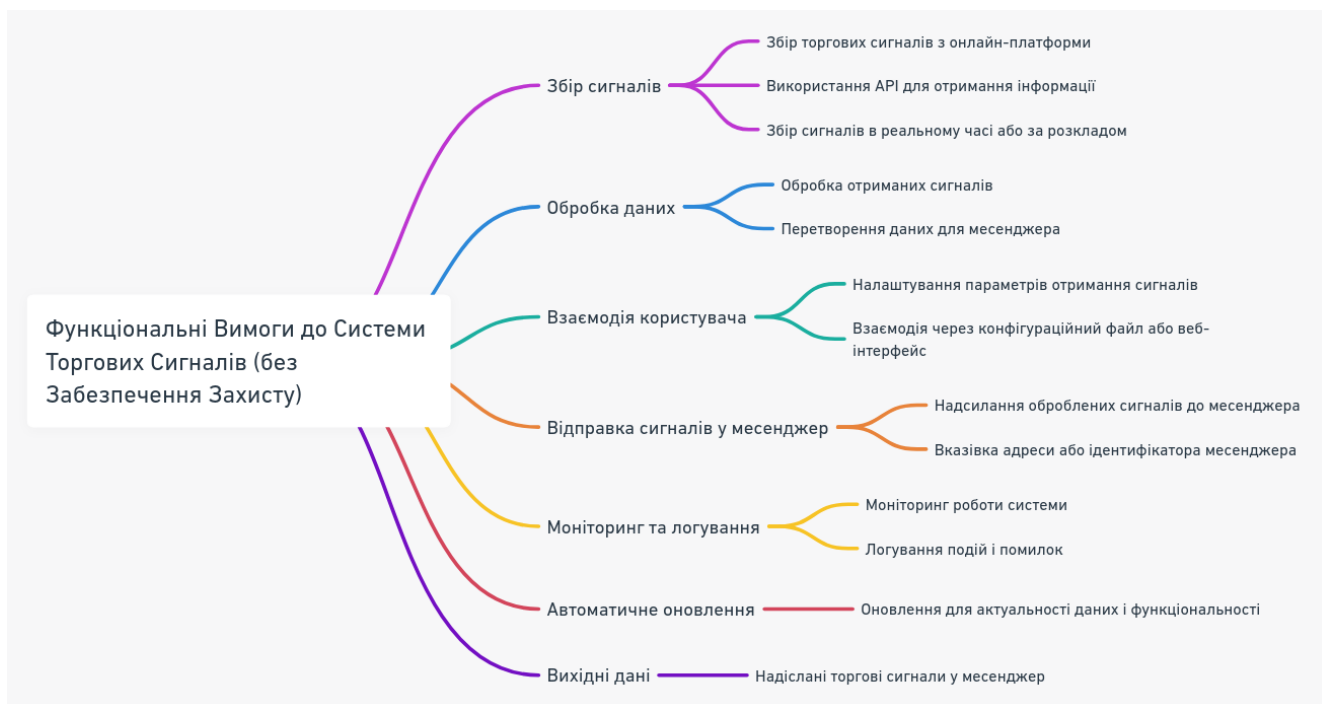 Функціональні Вимоги до Системи
Торгових Сигналів (без
Забезпечення Захисту)
Збір сигналів
Збір торгових сигналів з онлайн-платформи
Використання API для отримання інформації
Збір сигналів в реальному часі або за розкладом
Обробка даних
Обробка отриманих сигналів
Перетворення даних для месенджера
Взаємодія користувача
Налаштування параметрів отримання сигналів
Взаємодія через конфігураційний файл або веб-
інтерфейс
Відправка сигналів у месенджер
Надсилання оброблених сигналів до месенджера
Вказівка адреси або ідентифікатора месенджера
Моніторинг та логування
Моніторинг роботи системи
Логування подій і помилок
Автоматичне оновлення
Оновлення для актуальності даних і функціональності
Вихідні дані
Надіслані торгові сигнали у месенджер